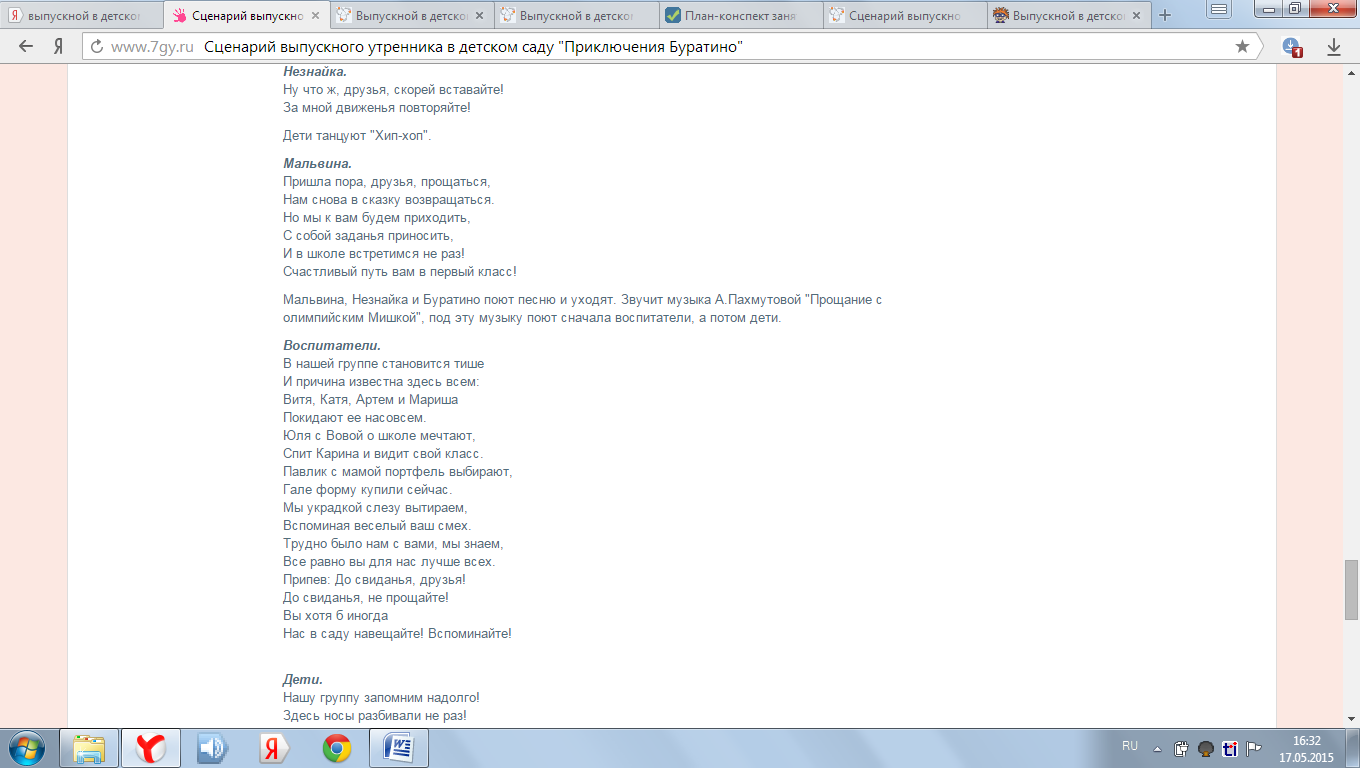 выпускной в детско
Сценарий выпускно
Выпускной в детско
Выпускной в детско
План-конспект заня
Сценарий выпускно
Выпускной в детско
www.7gy.ru Сценарий выпускного утренника в детском саду "Приключения Буратино"
1
Незнайка.
Ну что ж, друзья, скорей вставайте!
За мной движенья повторяйте!
Дети танцуют "Хип-хоп".
Мальвина.
Пришла пора, друзья, прощаться,
Нам снова в сказку возвращаться.
Но мы к вам будем приходить,
С собой заданья приносить,
И в школе встретимся не раз!
Счастливый путь вам в первый класс!
Мальвина, Незнайка и Буратино поют песню и уходят. Звучит музыка А.Пахмутовой "Прощание с
олимпийским Мишкой", под эту музыку поют сначала воспитатели, а потом дети.
Воспитатели.
В нашей группе становится тише
И причина известна здесь всем:
Витя, Катя, Артем и Мариша
Покидают ее насовсем.
Юля с Вовой о школе мечтают,
Спит Карина и видит свой класс.
Павлик с мамой портфель выбирают,
Гале форму купили сейчас.
Мы украдкой слезу вытираем,
Вспоминая веселый ваш смех.
Трудно было нам с вами, мы знаем,
Все равно вы для нас лучше всех.
Припев: До свиданья, друзья!
До свиданья, не прощайте!
Вы хотя б иногда
Нас в саду навещайте! Вспоминайте!
Дети.
Нашу группу запомним надолго!
Здесь носы разбивали не раз!
RU
16:32
17.05.2015